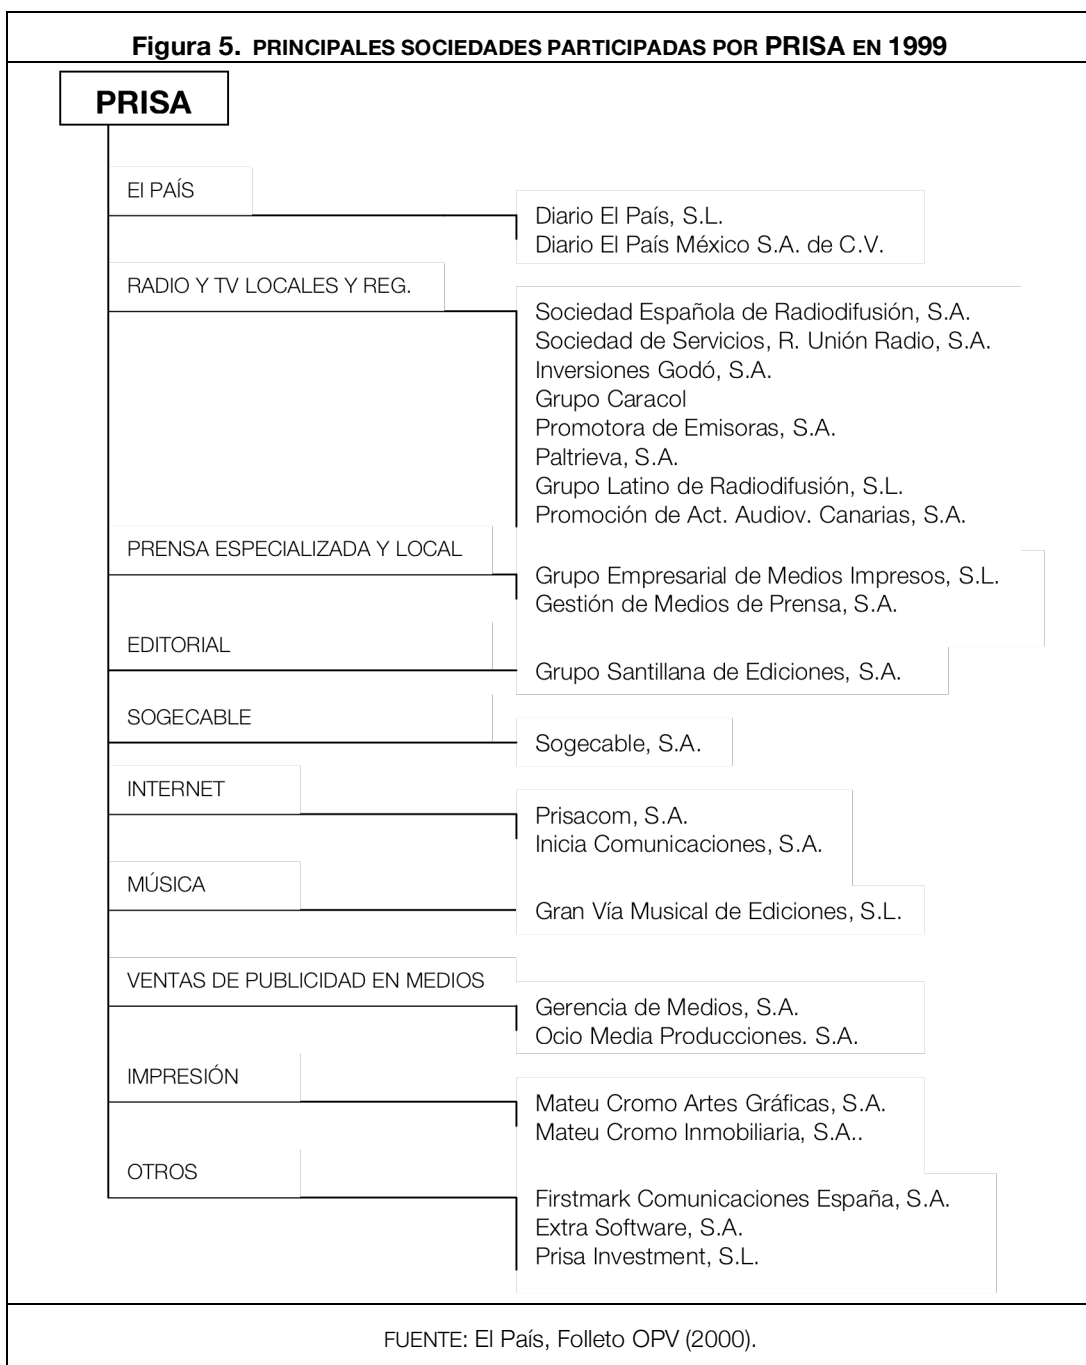 Figura 5. PRINCIPALES SOCIEDADES PARTICIPADAS POR PRISA EN 1999
PRISA
El PAÍS
Diario El País, S.L.
Diario El País México S.A. de C.V.
RADIO Y TV LOCALES Y REG.
Sociedad Española de Radiodifusión, S.A.
Sociedad de Servicios, R. Unión Radio, S.A.
Inversiones Godó, S.A.
Grupo Caracol
Promotora de Emisoras, S.A.
Paltrieva, S.A.
Grupo Latino de Radiodifusión, S.L.
Promoción de Act. Audiov. Canarias, S.A.
PRENSA ESPECIALIZADA Y LOCAL
Grupo Empresarial de Medios Impresos, S.L.
Gestión de Medios de Prensa, S.A.
EDITORIAL
Grupo Santillana de Ediciones, S.A.
SOGECABLE
Sogecable, S.A.
INTERNET
Prisacom, S.A.
Inicia Comunicaciones, S.A.
MÚSICA
Gran Vía Musical de Ediciones, S.L.
VENTAS DE PUBLICIDAD EN MEDIOS
Gerencia de Medios, S.A.
Ocio Media Producciones. S.A.
IMPRESIÓN
Mateu Cromo Artes Gráficas, S.A.
Mateu Cromo Inmobiliaria, S.A..
OTROS
Firstmark Comunicaciones España, S.A.
Extra Software, S.A.
Prisa Investment, S.L.
FUENTE: El País, Folleto OPV (2000).